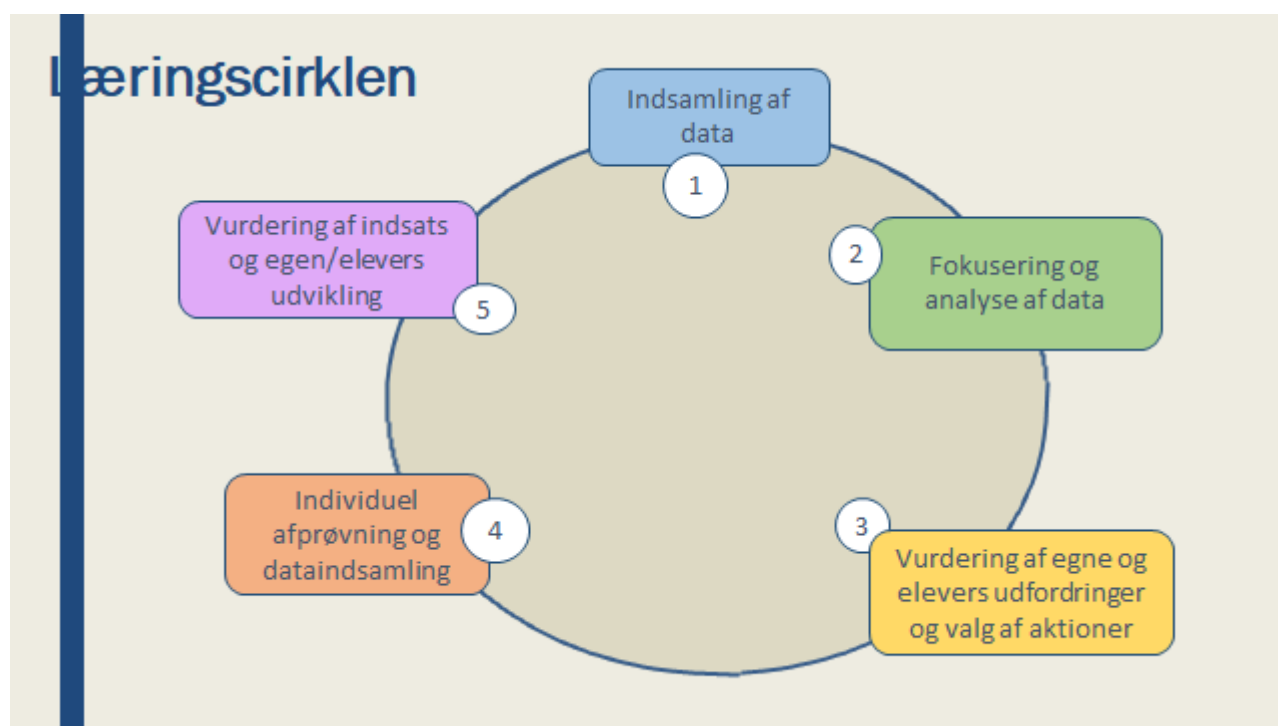 Læringscirklen
Indsamling af
data
1
2
Fokusering og
analyse af data
3
Vurdering af egne og
elevers udfordringer
og valg af aktioner
Individuel
afprøvning og
dataindsamling
4
Vurdering af indsats
og egen/elevers
udvikling
5